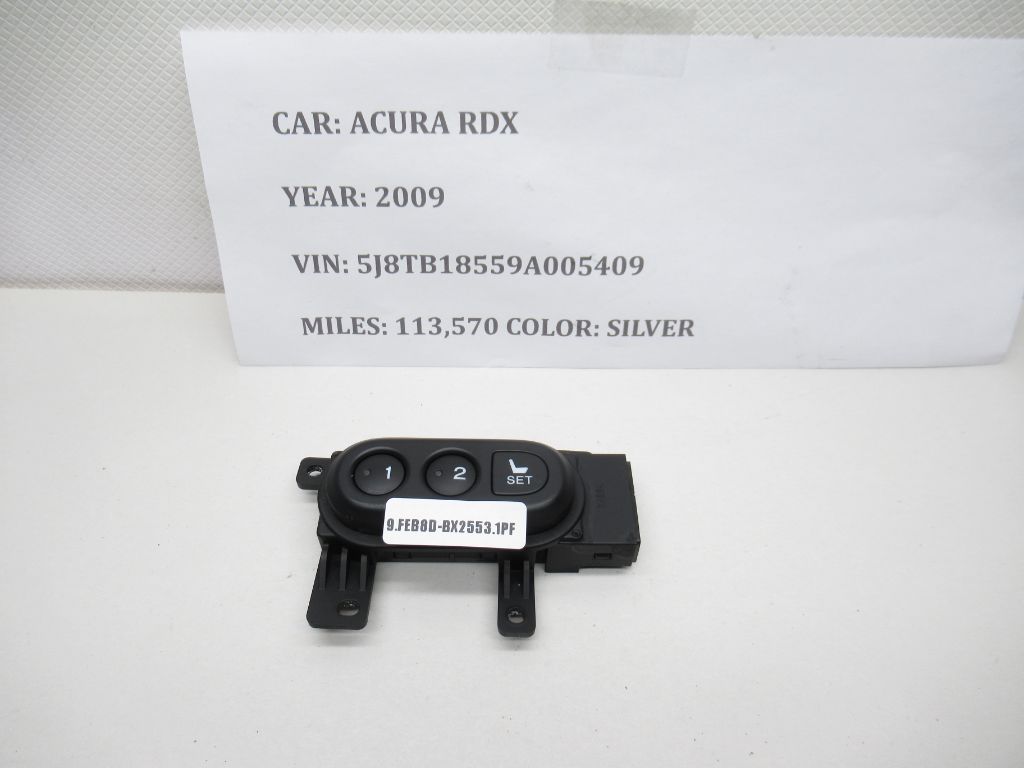 CAR: ACURA RDX
YEAR: 2009
VIN: 5J8TB18559A005409
MILES: 113,570 COLOR: SILVER
1 2
SET
9.FEB8D-BX2553.1PF